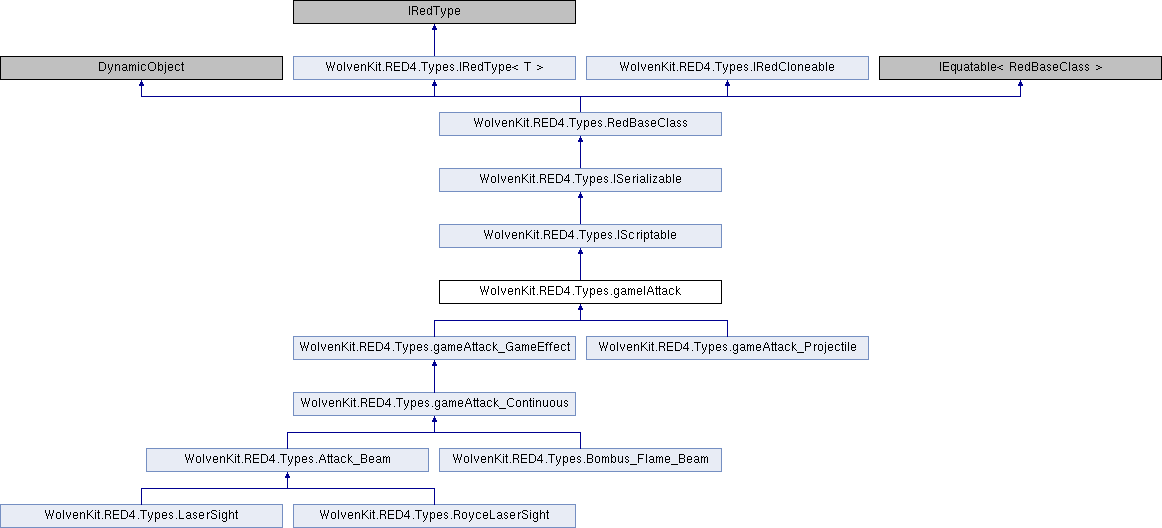 IRedType
DynamicObject
WolvenKit.RED4.Types.IRedType< T >
WolvenKit.RED4.Types.IRedCloneable
IEquatable< RedBaseClass >
WolvenKit.RED4.Types.RedBaseClass
WolvenKit.RED4.Types.ISerializable
WolvenKit.RED4.Types.IScriptable
WolvenKit.RED4.Types.gameIAttack
WolvenKit.RED4.Types.gameAttack_GameEffect
WolvenKit.RED4.Types.gameAttack_Projectile
WolvenKit.RED4.Types.gameAttack_Continuous
WolvenKit.RED4.Types.Attack_Beam
WolvenKit.RED4.Types.Bombus_Flame_Beam
WolvenKit.RED4.Types.LaserSight
WolvenKit.RED4.Types.RoyceLaserSight